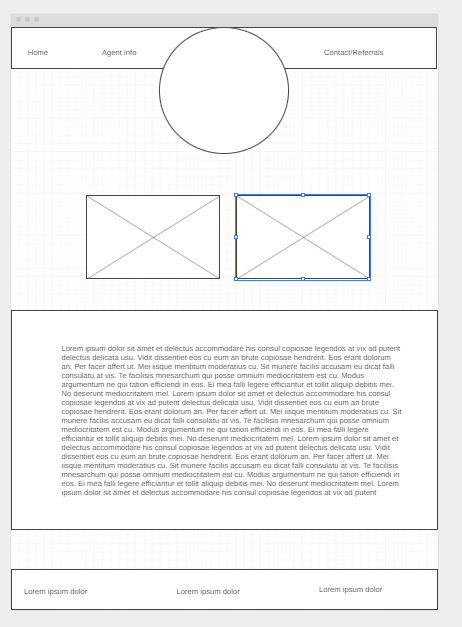 Home
Agent info
Contact/Referrals
Lorem ipsum dolor sit amet et delectus accommodare his consul copiosae legendos at vix ad putent
delectus delicata usu. Vidit dissentiet eos cu eum an brute copiosae hendrerit. Eos erant dolorum
an. Per facer affert ut. Mei iisque mentitum moderatius cu. Sit munere facilis accusam eu dicat falli
consulatu at vis. Te facilisis mnesarchum qui posse omnium mediocritatem est cu. Modus
argumentum ne qui tation efficiendi in eos. Ei mea falli legere efficiantur et tollit aliquip debitis mei.
No deserunt mediocritatem mel. Lorem ipsum dolor sit amet et delectus accommodare his consul
copiosae legendos at vix ad putent delectus delicata usu. Vidit dissentiet eos cu eum an brute
copiosae hendrerit. Eos erant dolorum an. Per facer affert ut. Mei iisque mentitum moderatius cu. Sit
munere facilis accusam eu dicat falli consulatu at vis. Te facilisis mnesarchum qui posse omnium
mediocritatem est cu. Modus argumentum ne qui tation efficiendi in eos. Ei mea falli legere
efficiantur et tollit aliquip debitis mei. No deserunt mediocritatem mel. Lorem ipsum dolor sit amet et
delectus accommodare his consul copiosae legendos at vix ad putent delectus delicata usu. Vidit
dissentiet eos cu eum an brute copiosae hendrerit. Eos erant dolorum an. Per facer affert ut. Mei
iisque mentitum moderatius cu. Sit munere facilis accusam eu dicat falli consulatu at vis. Te facilisis
mnesarchum qui posse omnium mediocritatem est cu. Modus argumentum ne qui tation efficiendi in
eos. Ei mea falli legere efficiantur et tollit aliquip debitis mei. No deserunt mediocritatem mel. Lorem
ipsum dolor sit amet et delectus accommodare his consul copiosae legendos at vix ad putent
Lorem ipsum dolor
Lorem ipsum dolor
Lorem ipsum dolor